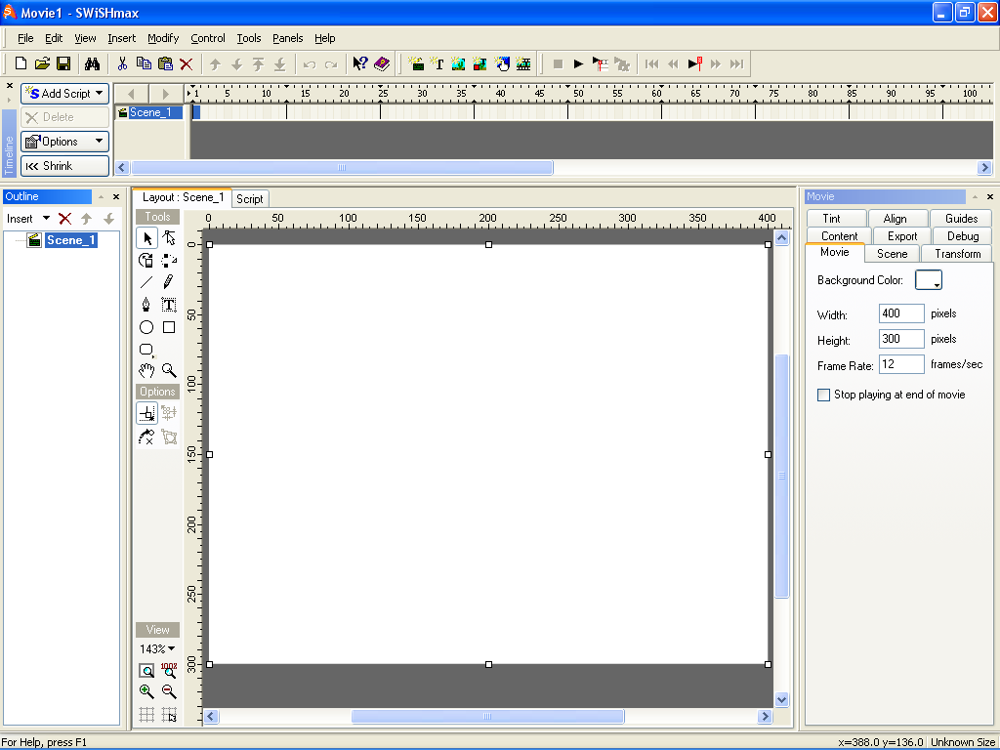 Movie1 - SWiSHmax
File Edit View Insert Modify Control Tools Panels Help
Add Script
Delete
Options
Shrink
Timeline
1 5 10 15 20 25 30 35 40 45 50 55 60 65 70 75 80 85 90 95 100
Scene_1
Outline
Insert
Scene_1
Layout : Scene_1 Script
Tools
Options
View
143%
100%
0 50 100 150 200 250 300 350 400
0
50
100
150
200
250
300
Movie
Tint Align Guides
Content Export Debug
Movie Scene Transform
Background Color:
Width: 400 pixels
Height: 300 pixels
Frame Rate: 12 frames/sec
Stop playing at end of movie
For Help, press F1
x=388.0 y=136.0 Unknown Size